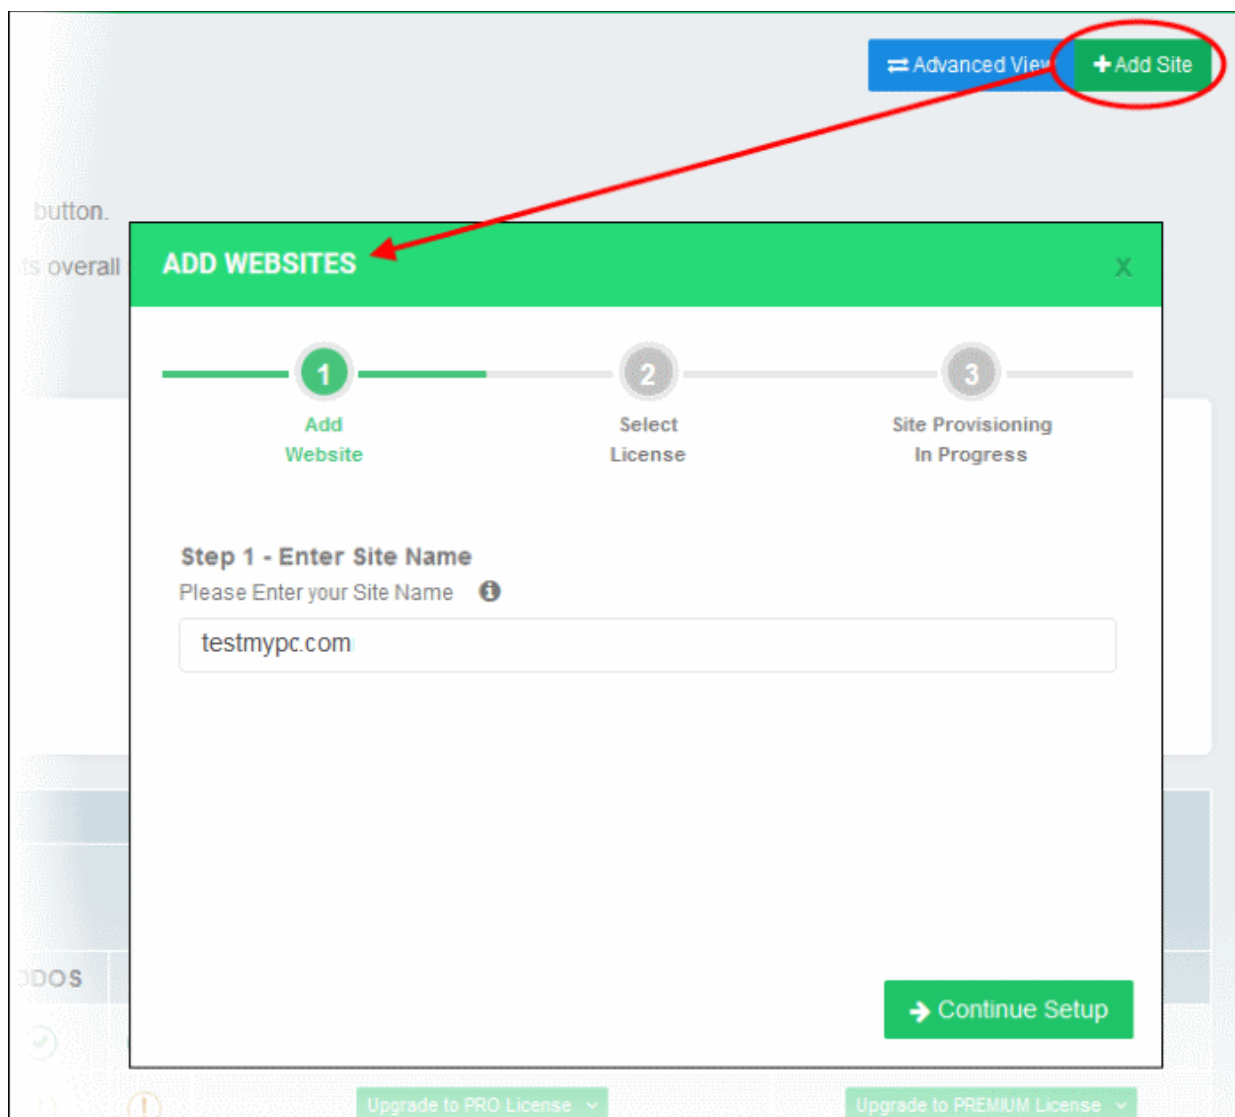 Advanced View
Add Site
button.
ts overall
ADD WEBSITES
X
1
2
3
Add
Website
Select
License
Site Provisioning
In Progress
Step 1 - Enter Site Name
Please Enter your Site Name
testmypc.com
DDOS
Continue Setup
Upgrade to PRO License
Upgrade to PREMIUM License